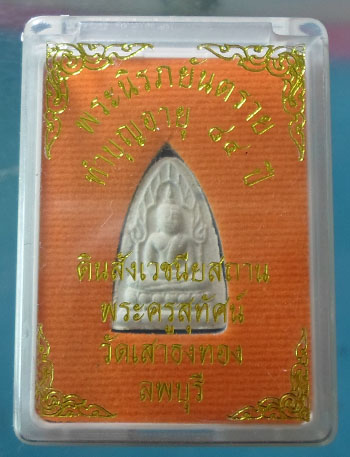 พระนิรภยันตราย
ทำบุญอายุ ๘๔ ปี
ดินสังเวชนียสถาน
พระครูสุทัศน์
วัดเสาธงทอง
ลพบุรี